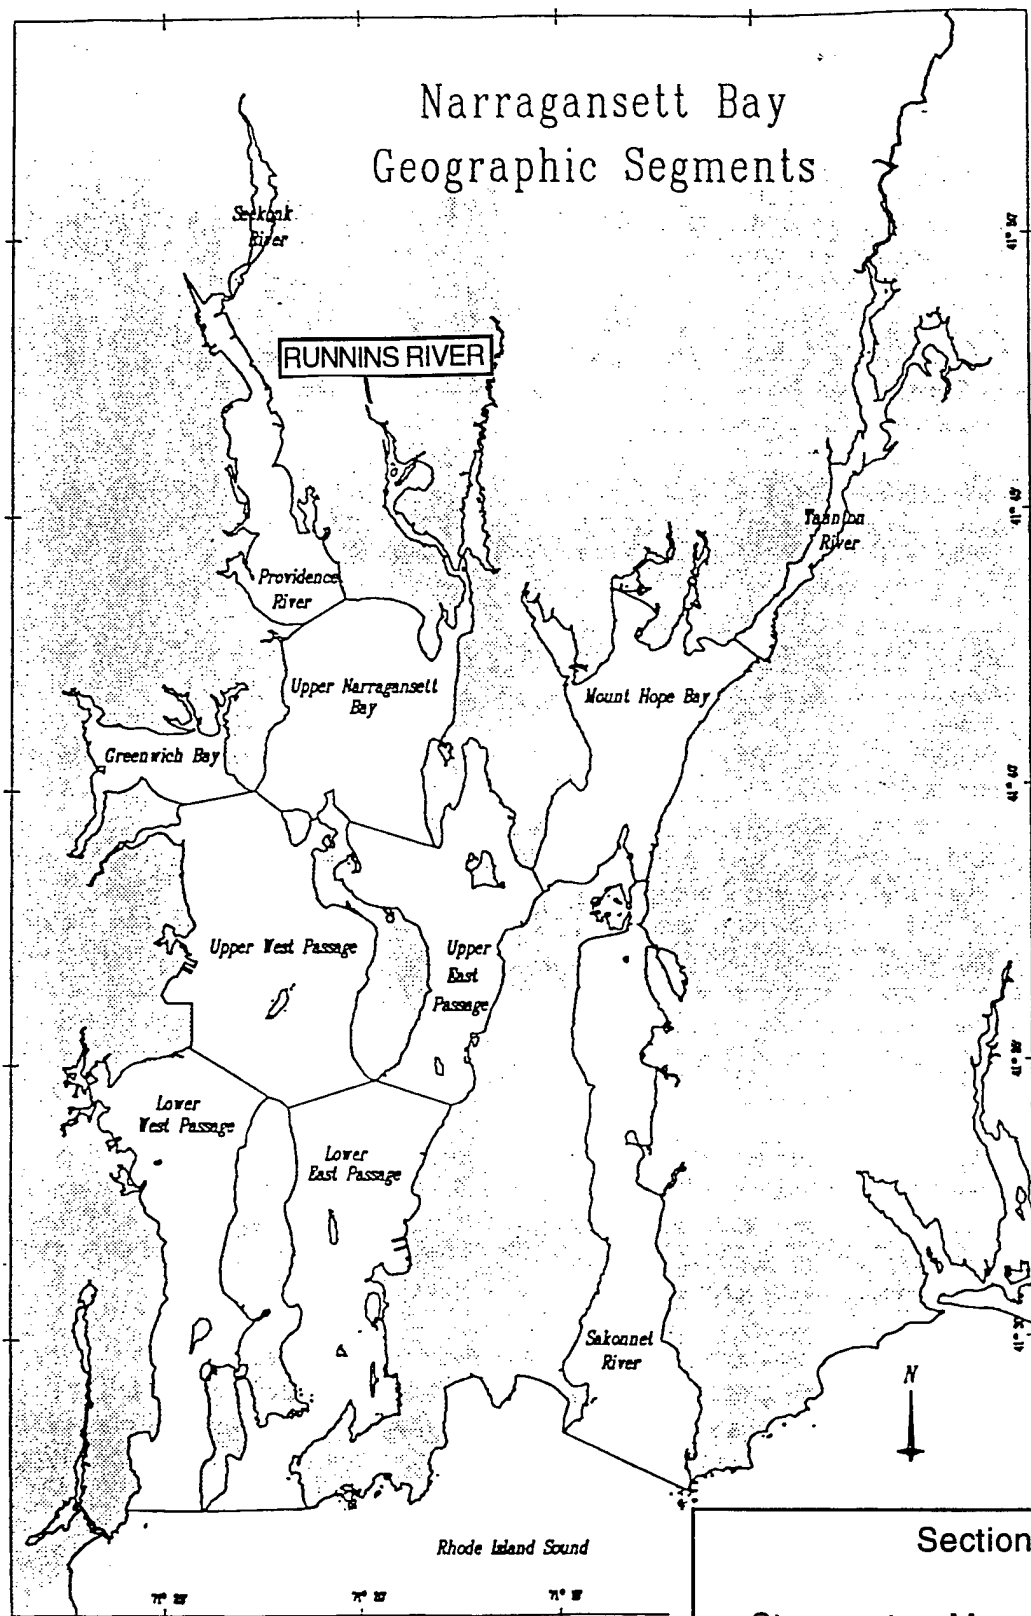 Narragansett Bay
Geographic Segments
Seekonk
River
RUNNINS RIVER
Taunton
River
Providence
River
Upper Narragansett
Bay
Mount Hope Bay
Greenwich Bay
Upper West Passage
Upper
East
Passage
Lower
West Passage
Lower
East Passage
Sakonnet
River
N
Rhode Island Sound
Section